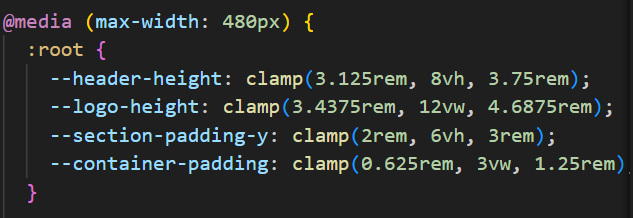 @media (max-width: 480px) {
:root {
--header-height: clamp(3.125rem, 8vh, 3.75rem);
--logo-height: clamp(3.4375rem, 12vw, 4.6875rem);
--section-padding-y: clamp(2rem, 6vh, 3rem);
--container-padding: clamp(0.625rem, 3vw, 1.25rem)
}